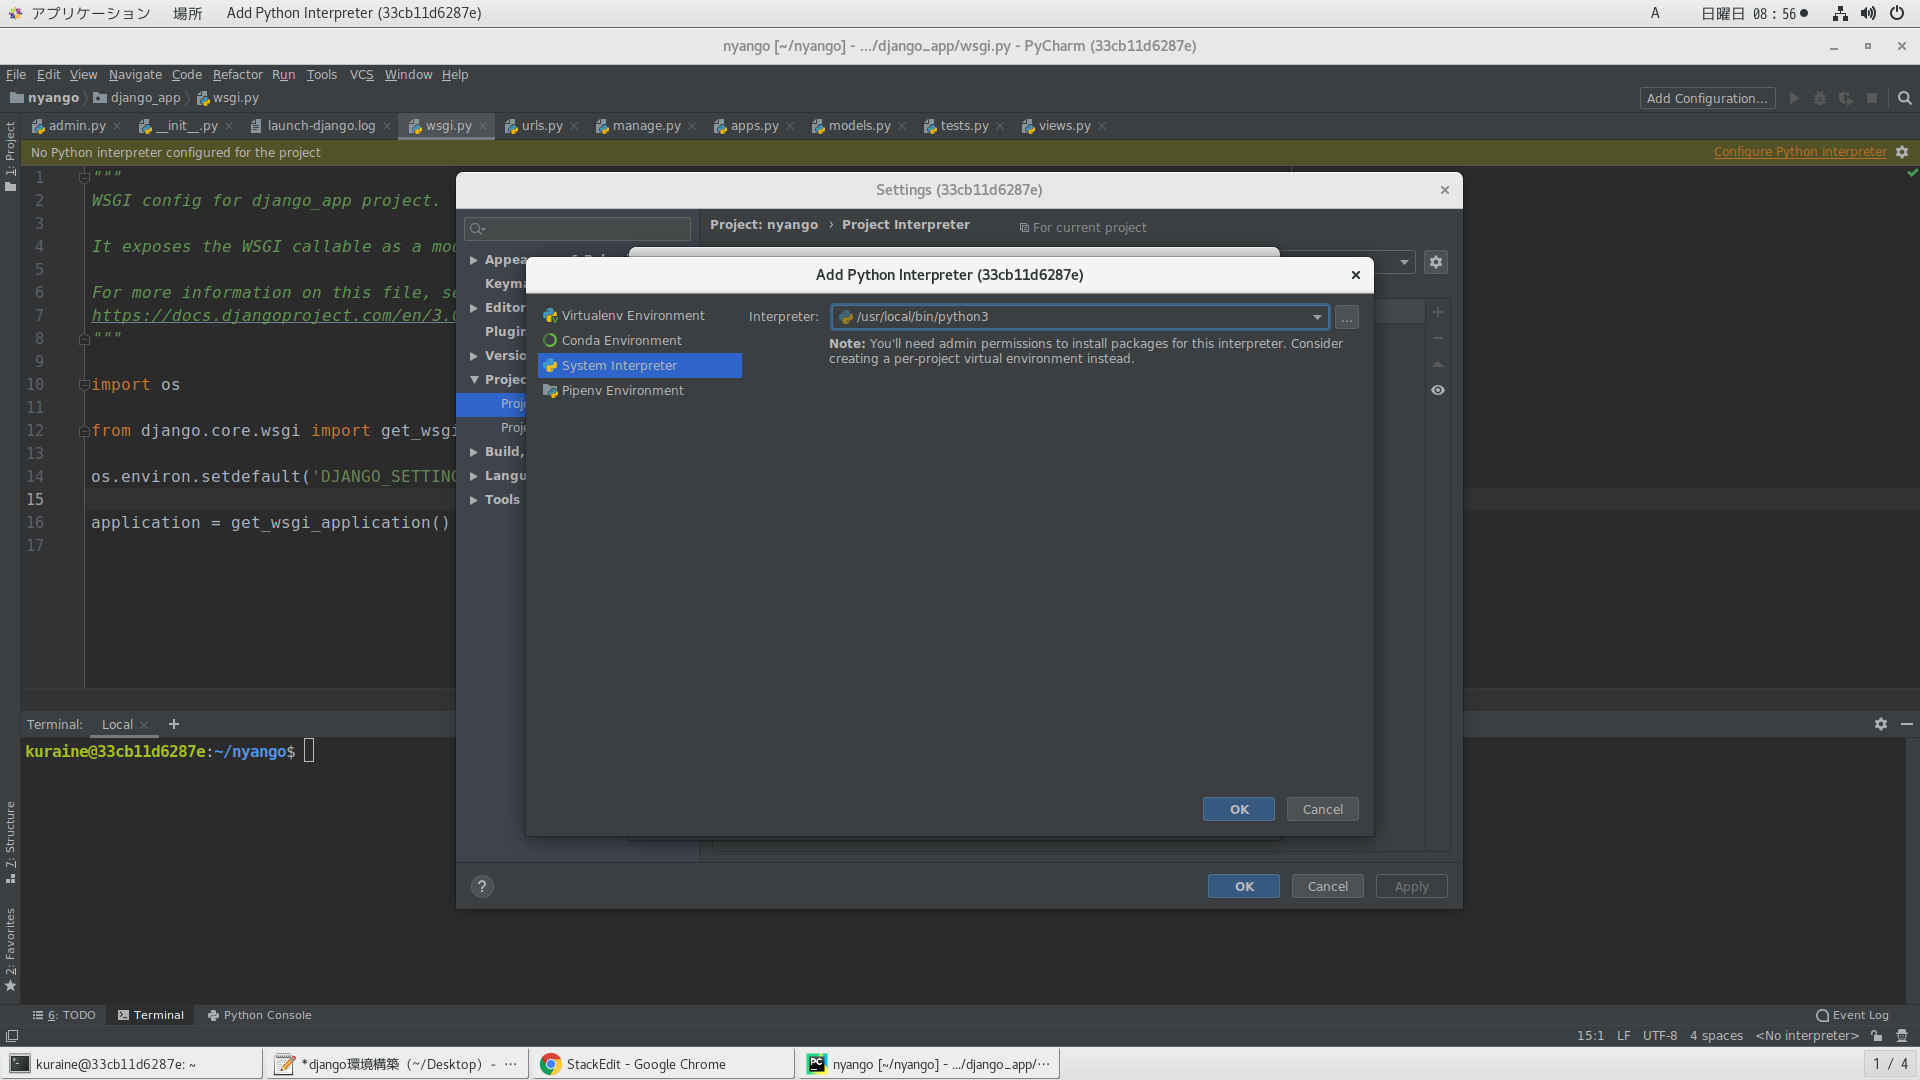 アプリケーション 場所 Add Python Interpreter (33cb11d6287e) A 日曜日 08 : 56
nyango [~/nyango] - .../django_app/wsgi.py - PyCharm (33cb11d6287e)
File Edit View Navigate Code Refactor Run Tools VCS Window Help
nyango django_app wsgi.py Add Configuration...
admin.py __init__.py launch-django.log wsgi.py urls.py manage.py apps.py models.py tests.py views.py
1: Project
No Python interpreter configured for the project Configure Python interpreter
1 """
2 WSGI config for django_app project.
3
4 It exposes the WSGI callable as a mo
5
6 For more information on this file, se
7 https://docs.djangoproject.com/en/3.
8 """
9
10 import os
11
12 from django.core.wsgi import get_wsgi
13
14 os.environ.setdefault('DJANGO_SETTING
15
16 application = get_wsgi_application()
17
Settings (33cb11d6287e)
Project: nyango › Project Interpreter For current project
Appea
Keyma
Editor
Plugin
Versio
Projec
Proje
Proje
Build,
Langu
Tools
Add Python Interpreter (33cb11d6287e)
Virtualenv Environment
Conda Environment
System Interpreter
Pipenv Environment
Interpreter: /usr/local/bin/python3 ...
Note: You'll need admin permissions to install packages for this interpreter. Consider
creating a per-project virtual environment instead.
OK Cancel
? OK Cancel Apply
Terminal: Local +
kuraine@33cb11d6287e:~/nyango$
7: Structure
2: Favorites
6: TODO Terminal Python Console Event Log
15:1 LF UTF-8 4 spaces <No interpreter>
kuraine@33cb11d6287e: ~ *django環境構築 (~/Desktop) - ··· StackEdit - Google Chrome nyango [~/nyango] - .../django_app/··· 1 / 4